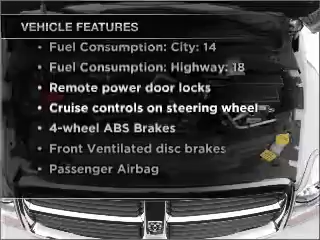 VEHICLE FEATURES
• Fuel Consumption: City: 14
• Fuel Consumption: Highway: 18
• Remote power door locks
• Cruise controls on steering wheel
• 4-wheel ABS Brakes
• Front Ventilated disc brakes
• Passenger Airbag